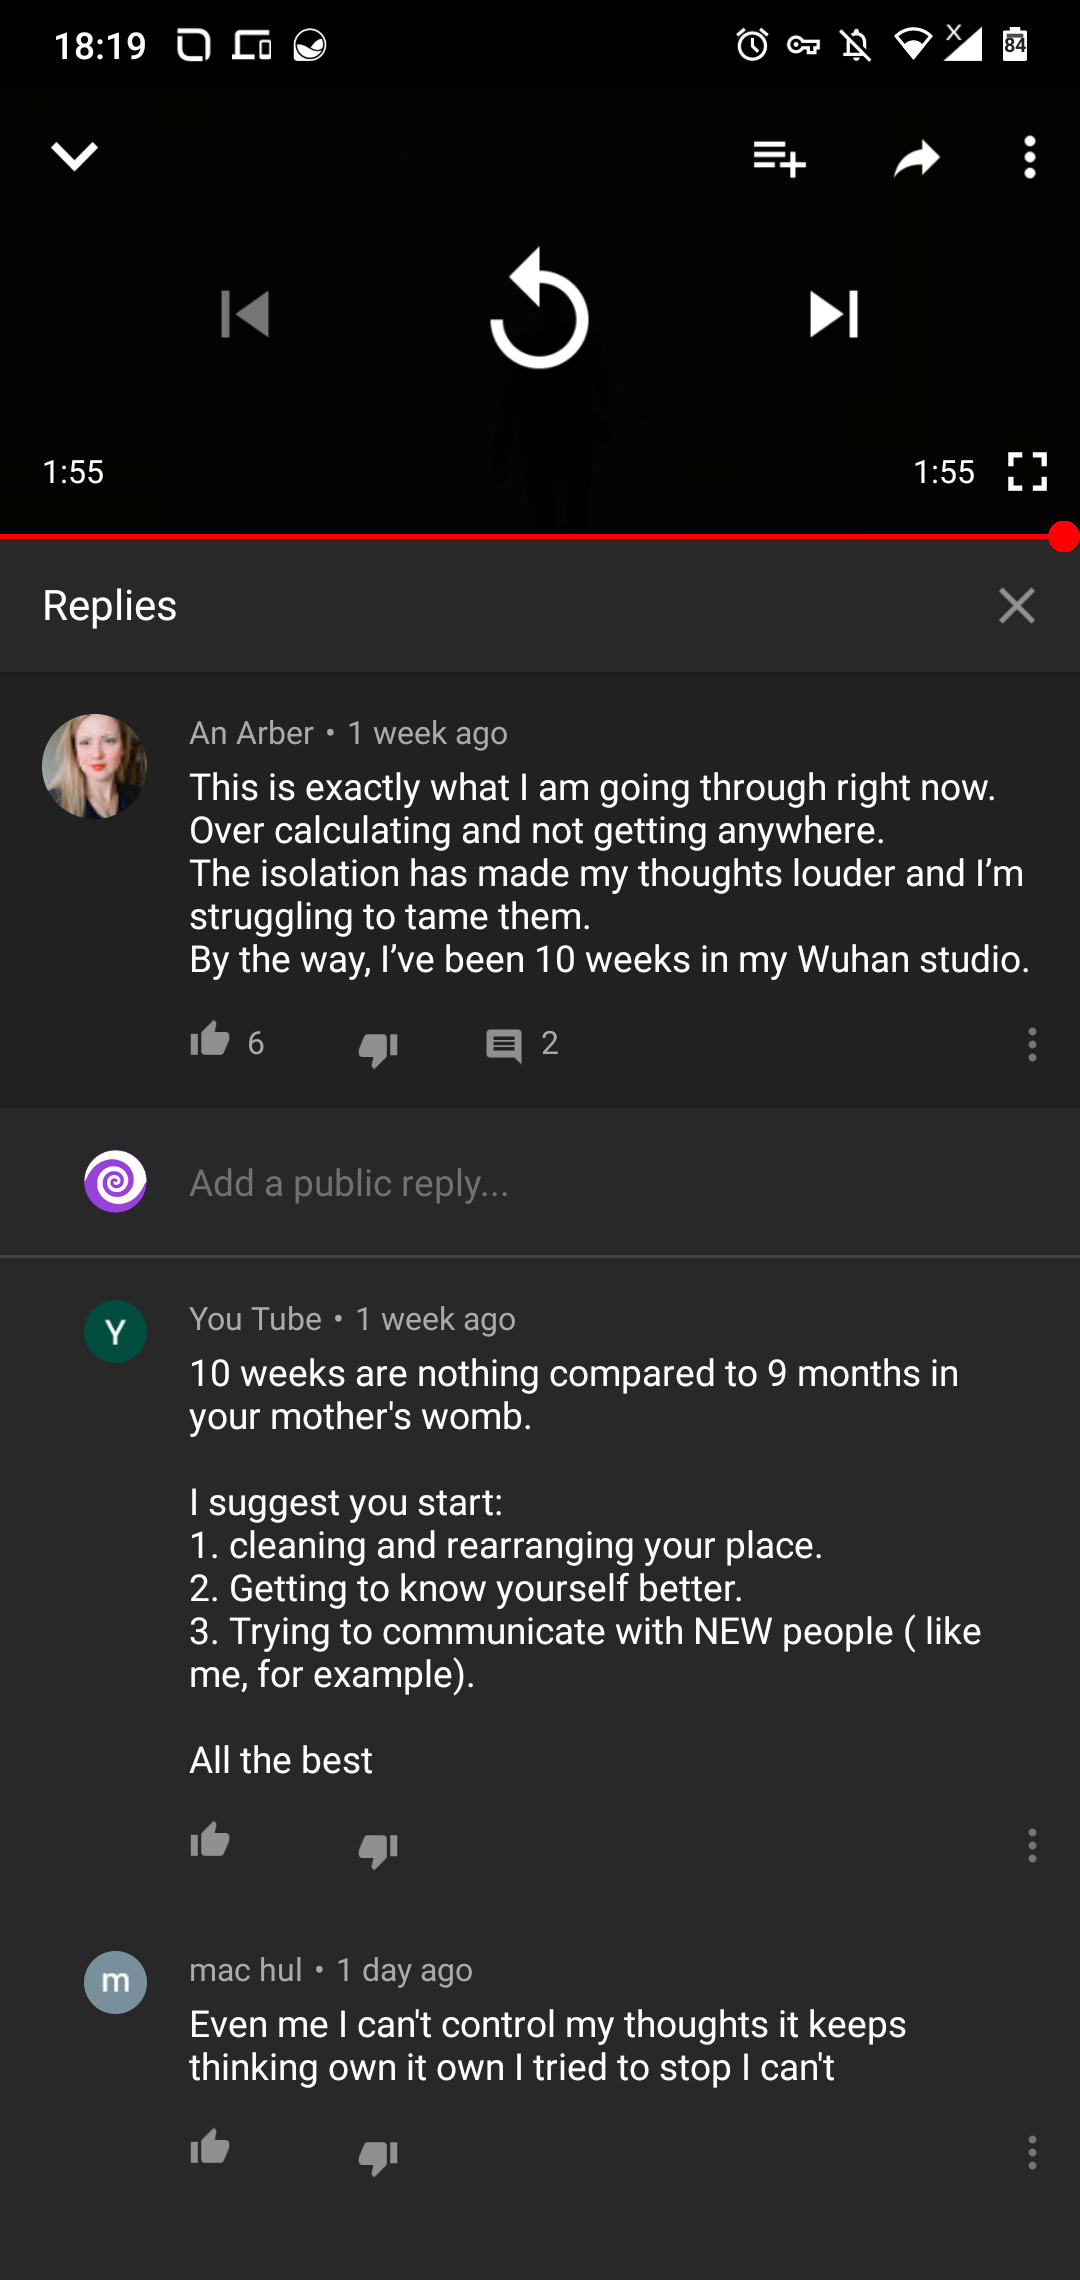 18:19
84
1:55
1:55
Replies
An Arber • 1 week ago
This is exactly what I am going through right now.
Over calculating and not getting anywhere.
The isolation has made my thoughts louder and I’m
struggling to tame them.
By the way, I’ve been 10 weeks in my Wuhan studio.
6
2
Add a public reply...
Y
You Tube • 1 week ago
10 weeks are nothing compared to 9 months in
your mother's womb.
I suggest you start:
1. cleaning and rearranging your place.
2. Getting to know yourself better.
3. Trying to communicate with NEW people ( like
me, for example).
All the best
m
mac hul • 1 day ago
Even me I can't control my thoughts it keeps
thinking own it own I tried to stop I can't